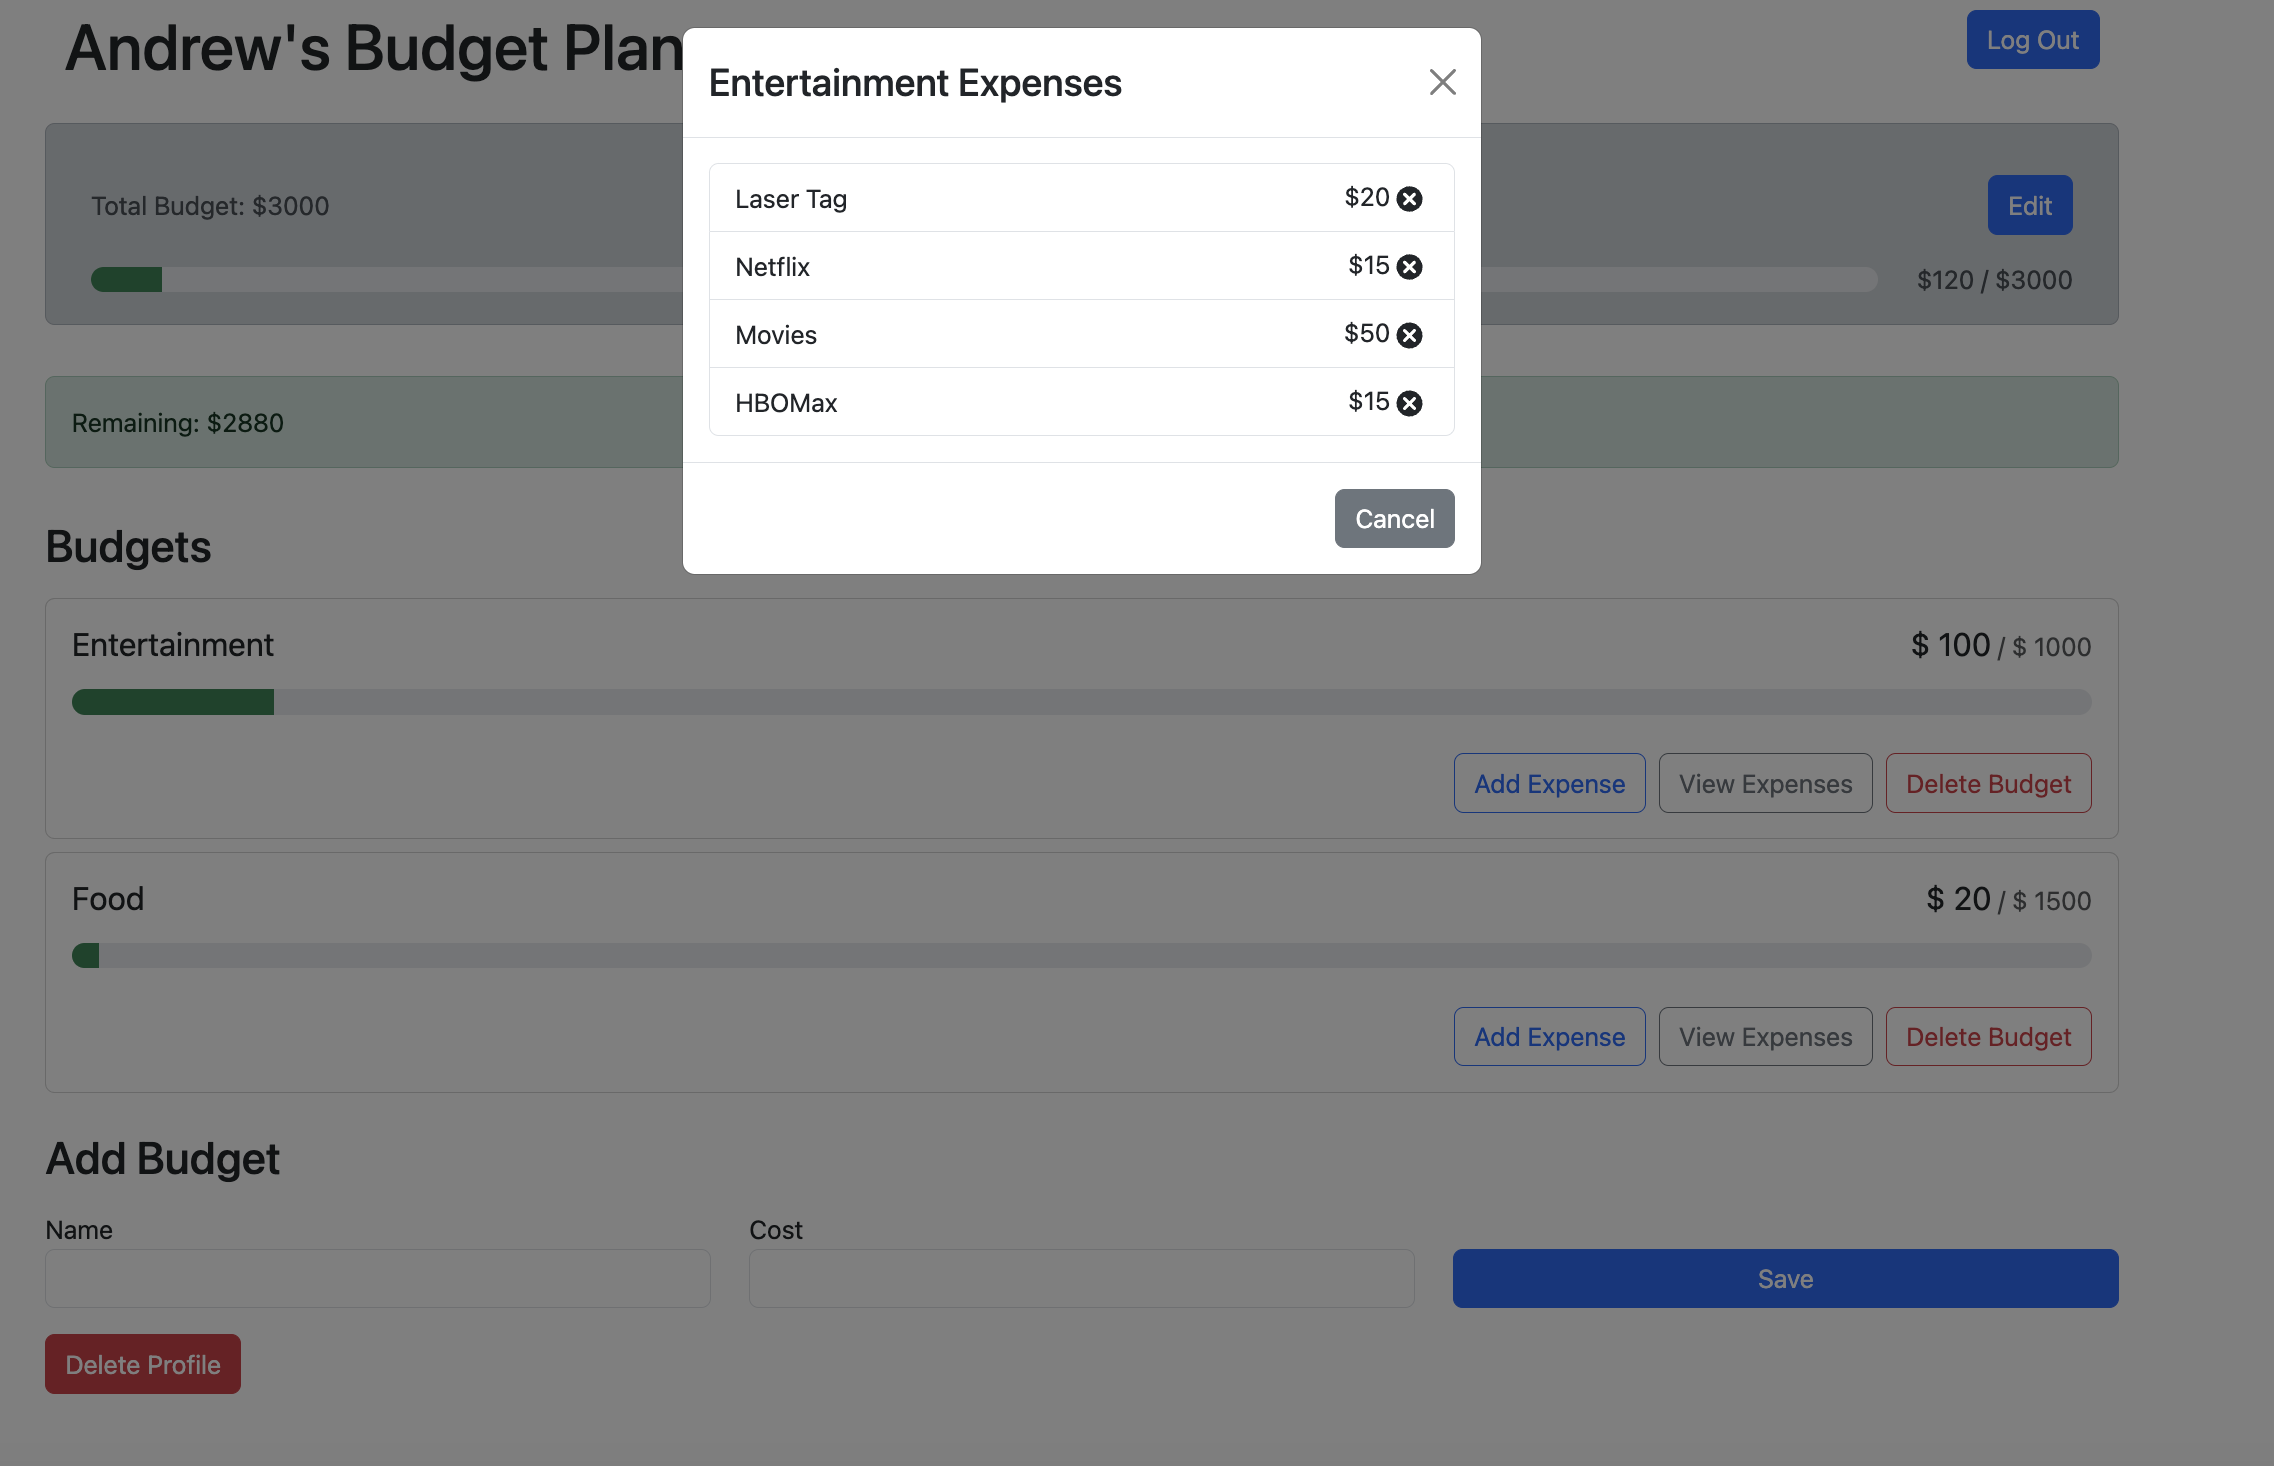 Andrew's Budget Plan
Log Out
Entertainment Expenses
Laser Tag $20
Netflix $15
Movies $50
HBOMax $15
Cancel
Total Budget: $3000
Edit
$120 / $3000
Remaining: $2880
Budgets
Entertainment $ 100 / $ 1000
Add Expense View Expenses Delete Budget
Food $ 20 / $ 1500
Add Expense View Expenses Delete Budget
Add Budget
Name Cost
Save
Delete Profile